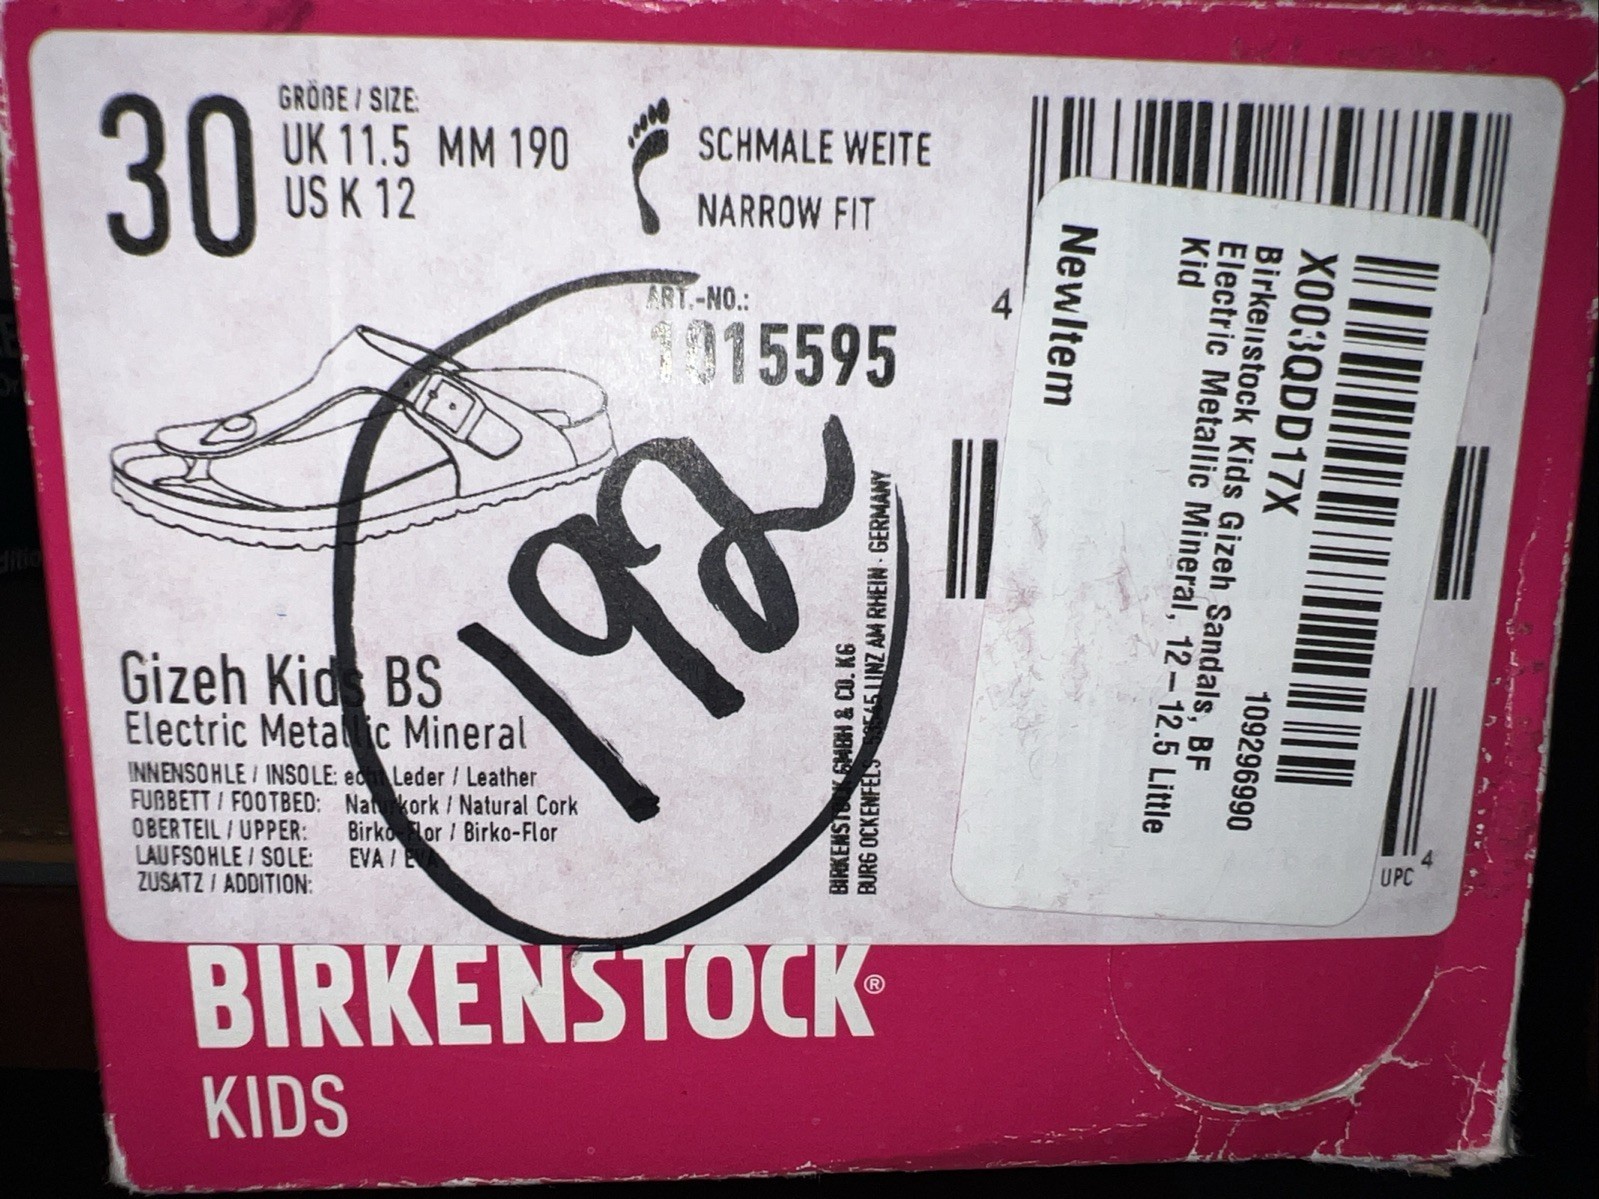 30
GRÖßE / SIZE:
UK 11.5 MM 190
US K 12
SCHMALE WEITE
NARROW FIT
ART.-NO.:
1015595
192
Gizeh Kids BS
Electric Metallic Mineral
INNENSOHLE / INSOLE: echt Leder / Leather
FUßBETT / FOOTBED: Naturkork / Natural Cork
OBERTEIL / UPPER: Birko-Flor / Birko-Flor
LAUFSOHLE / SOLE: EVA / EVA
ZUSATZ / ADDITION:
BIRKENSTOCK GMBH & CO. KG
BURG OCKENFELS · 53545 LINZ AM RHEIN · GERMANY
4
X003QDD17X
Birkenstock Kids Gizeh Sandals, BF
Electric Metallic Mineral, 12-12.5 Little
Kid
109296990
NewItem
UPC
4
BIRKENSTOCK®
KIDS